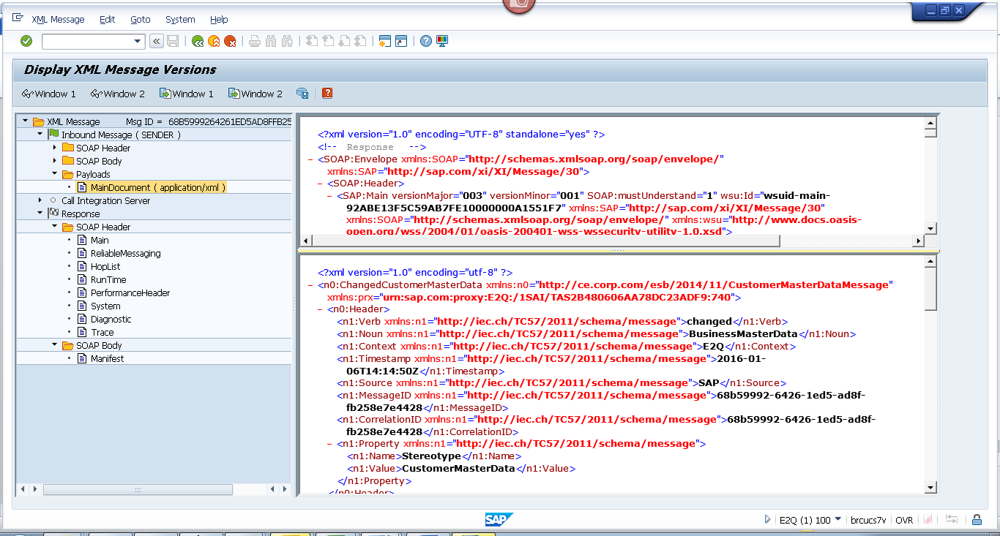 XML Message Edit Goto System Help
Display XML Message Versions
Window 1 Window 2 Window 1 Window 2
XML Message Msg ID = 68B5999264261ED5AD8FFB25
Inbound Message ( SENDER )
SOAP Header
SOAP Body
Payloads
MainDocument ( application/xml )
Call Integration Server
Response
SOAP Header
Main
ReliableMessaging
HopList
RunTime
PerformanceHeader
System
Diagnostic
Trace
SOAP Body
Manifest
<?xml version="1.0" encoding="UTF-8" standalone="yes" ?>
<!-- Response -->
- <SOAP:Envelope xmlns:SOAP="http://schemas.xmlsoap.org/soap/envelope/"
xmlns:SAP="http://sap.com/xi/XI/Message/30">
- <SOAP:Header>
- <SAP:Main versionMajor="003" versionMinor="001" SOAP:mustUnderstand="1" wsu:Id="wsuid-main-
92ABE13F5C59AB7FE10000000A1551F7" xmlns:SAP="http://sap.com/xi/XI/Message/30"
xmlns:SOAP="http://schemas.xmlsoap.org/soap/envelope/" xmlns:wsu="http://www.docs.oasis-
open.org/wss/2004/01/oasis-200401-wss-wssecurity-utility-1.0.xsd">
<?xml version="1.0" encoding="utf-8" ?>
- <n0:ChangedCustomerMasterData xmlns:n0="http://ce.corp.com/esb/2014/11/CustomerMasterDataMessage"
xmlns:prx="urn:sap.com:proxy:E2Q:/1SAI/TAS2B480606AA78DC23ADF9:740">
- <n0:Header>
<n1:Verb xmlns:n1="http://iec.ch/TC57/2011/schema/message">changed</n1:Verb>
<n1:Noun xmlns:n1="http://iec.ch/TC57/2011/schema/message">BusinessMasterData</n1:Noun>
<n1:Context xmlns:n1="http://iec.ch/TC57/2011/schema/message">E2Q</n1:Context>
<n1:Timestamp xmlns:n1="http://iec.ch/TC57/2011/schema/message">2016-01-
06T14:14:50Z</n1:Timestamp>
<n1:Source xmlns:n1="http://iec.ch/TC57/2011/schema/message">SAP</n1:Source>
<n1:MessageID xmlns:n1="http://iec.ch/TC57/2011/schema/message">68b59992-6426-1ed5-ad8f-
fb258e7e4428</n1:MessageID>
<n1:CorrelationID xmlns:n1="http://iec.ch/TC57/2011/schema/message">68b59992-6426-1ed5-ad8f-
fb258e7e4428</n1:CorrelationID>
- <n1:Property xmlns:n1="http://iec.ch/TC57/2011/schema/message">
<n1:Name>Stereotype</n1:Name>
<n1:Value>CustomerMasterData</n1:Value>
</n1:Property>
</n0:Header>
SAP E2Q (1) 100 brcucs7v OVR